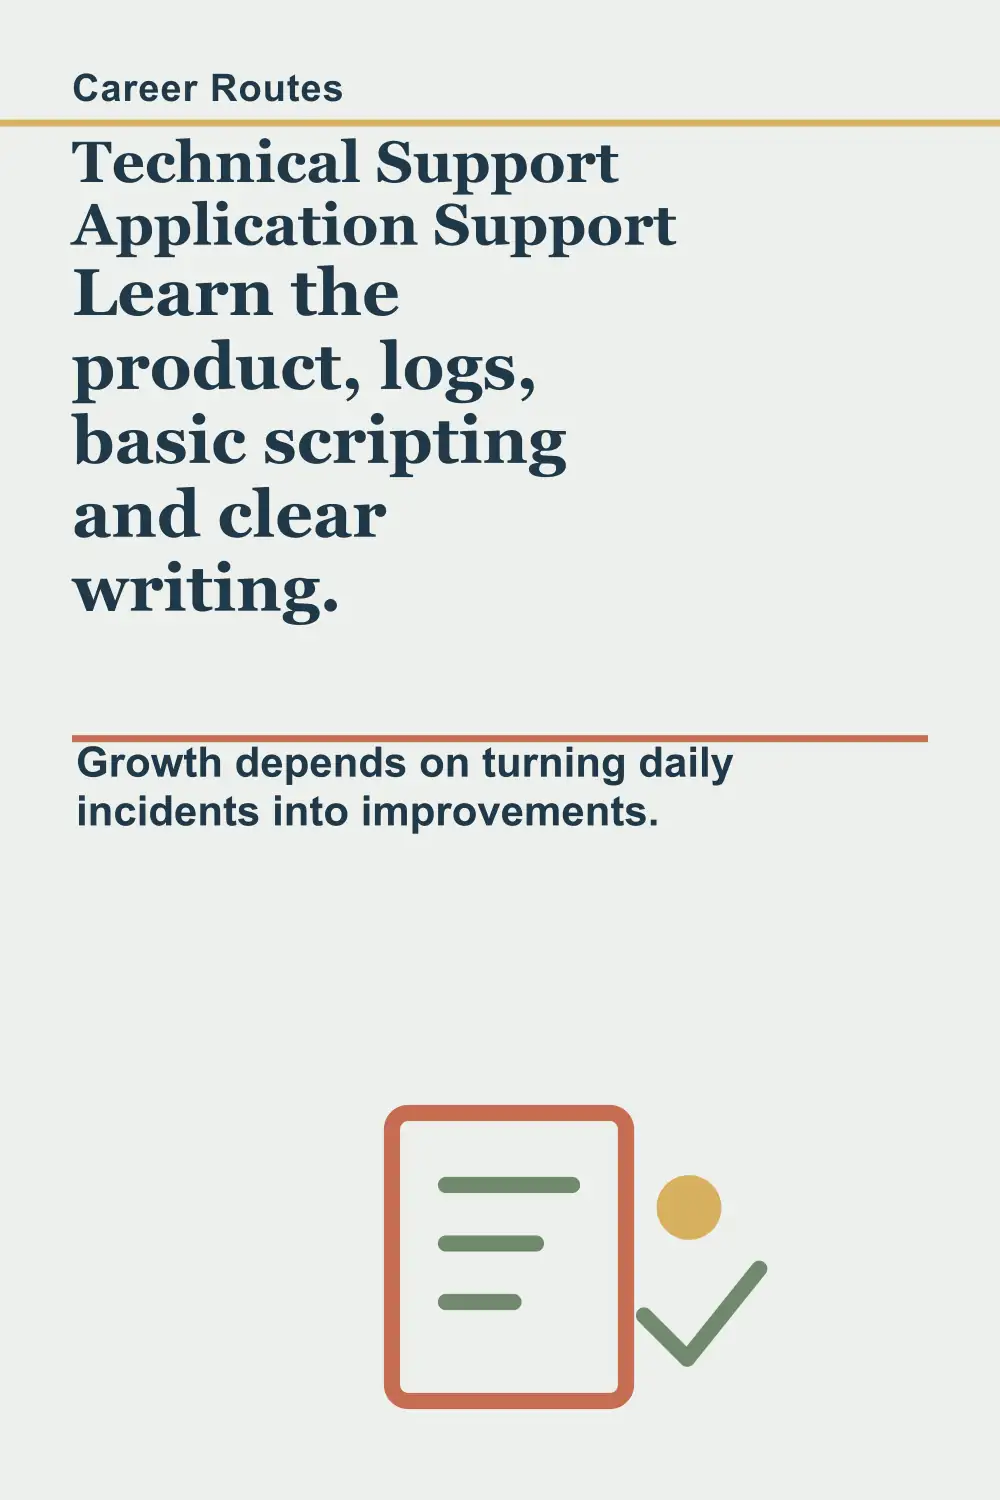 Career Routes
Technical Support
Application Support
Learn the
product, logs,
basic scripting
and clear
writing.
Growth depends on turning daily
incidents into improvements.